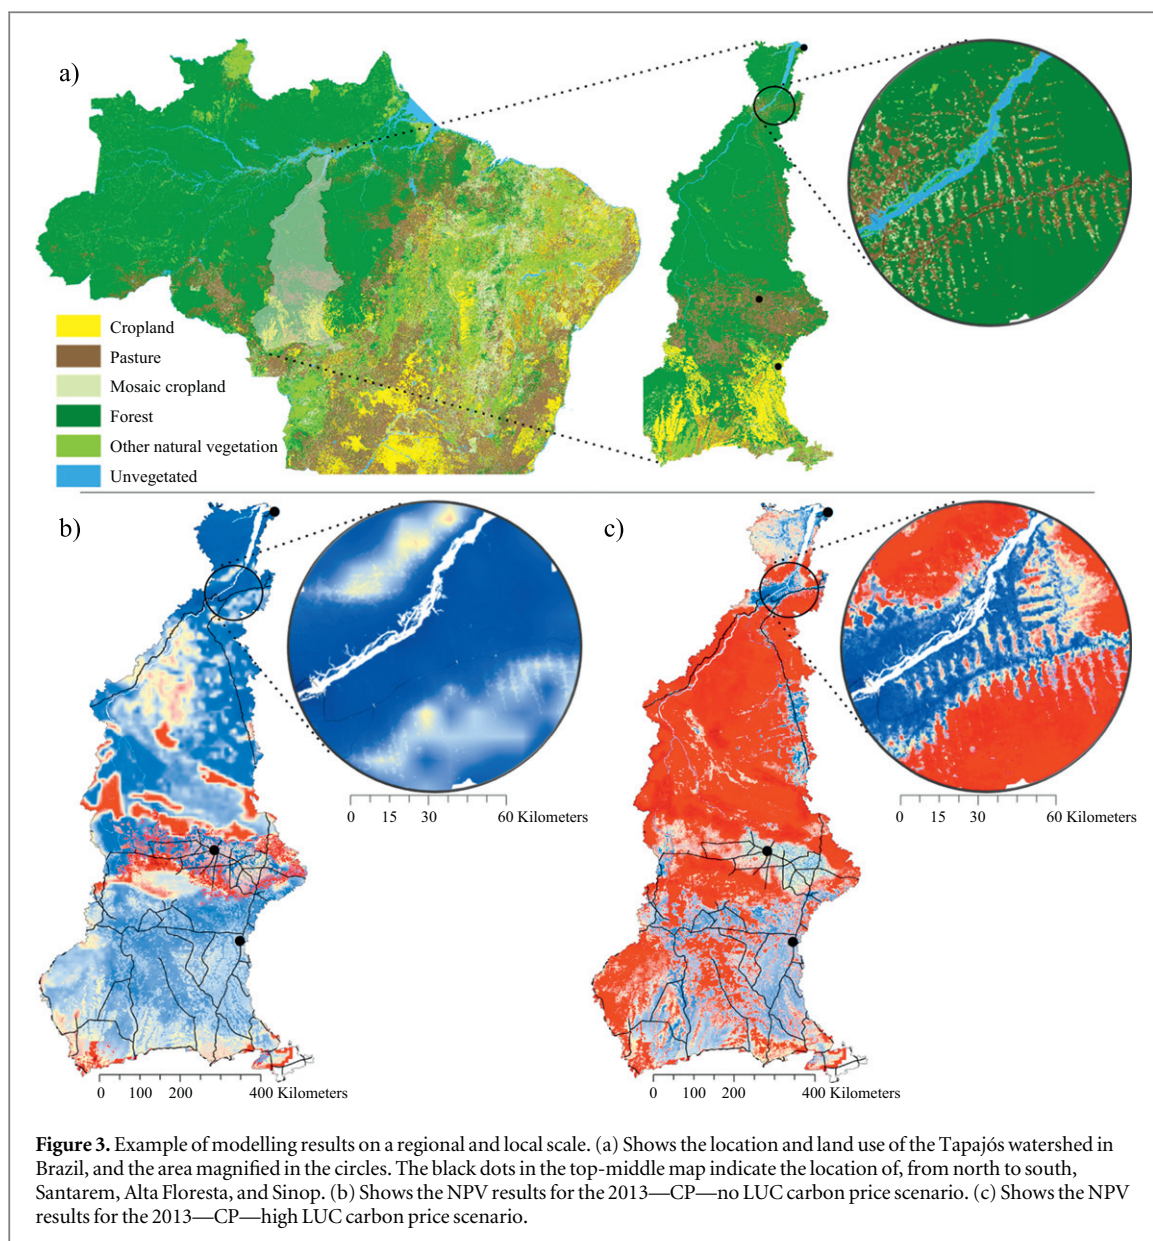 a)
Cropland
Pasture
Mosaic cropland
Forest
Other natural vegetation
Unvegetated
b)
c)
0 15 30 60 Kilometers
0 15 30 60 Kilometers
0 100 200 400 Kilometers
0 100 200 400 Kilometers
Figure 3. Example of modelling results on a regional and local scale. (a) Shows the location and land use of the Tapajós watershed in
Brazil, and the area magnified in the circles. The black dots in the top-middle map indicate the location of, from north to south,
Santarem, Alta Floresta, and Sinop. (b) Shows the NPV results for the 2013—CP—no LUC carbon price scenario. (c) Shows the NPV
results for the 2013—CP—high LUC carbon price scenario.